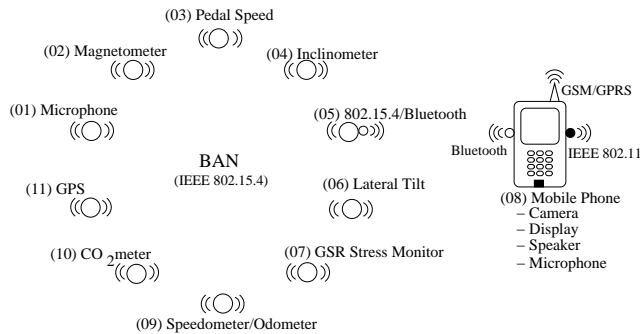 (03) Pedal Speed
(02) Magnetometer
(04) Inclinometer
GSM/GPRS
(01) Microphone
(05) 802.15.4/Bluetooth
Bluetooth
IEEE 802.11
BAN
(IEEE 802.15.4)
(11) GPS
(06) Lateral Tilt
(08) Mobile Phone
– Camera
– Display
– Speaker
– Microphone
(10) CO 2meter
(07) GSR Stress Monitor
(09) Speedometer/Odometer